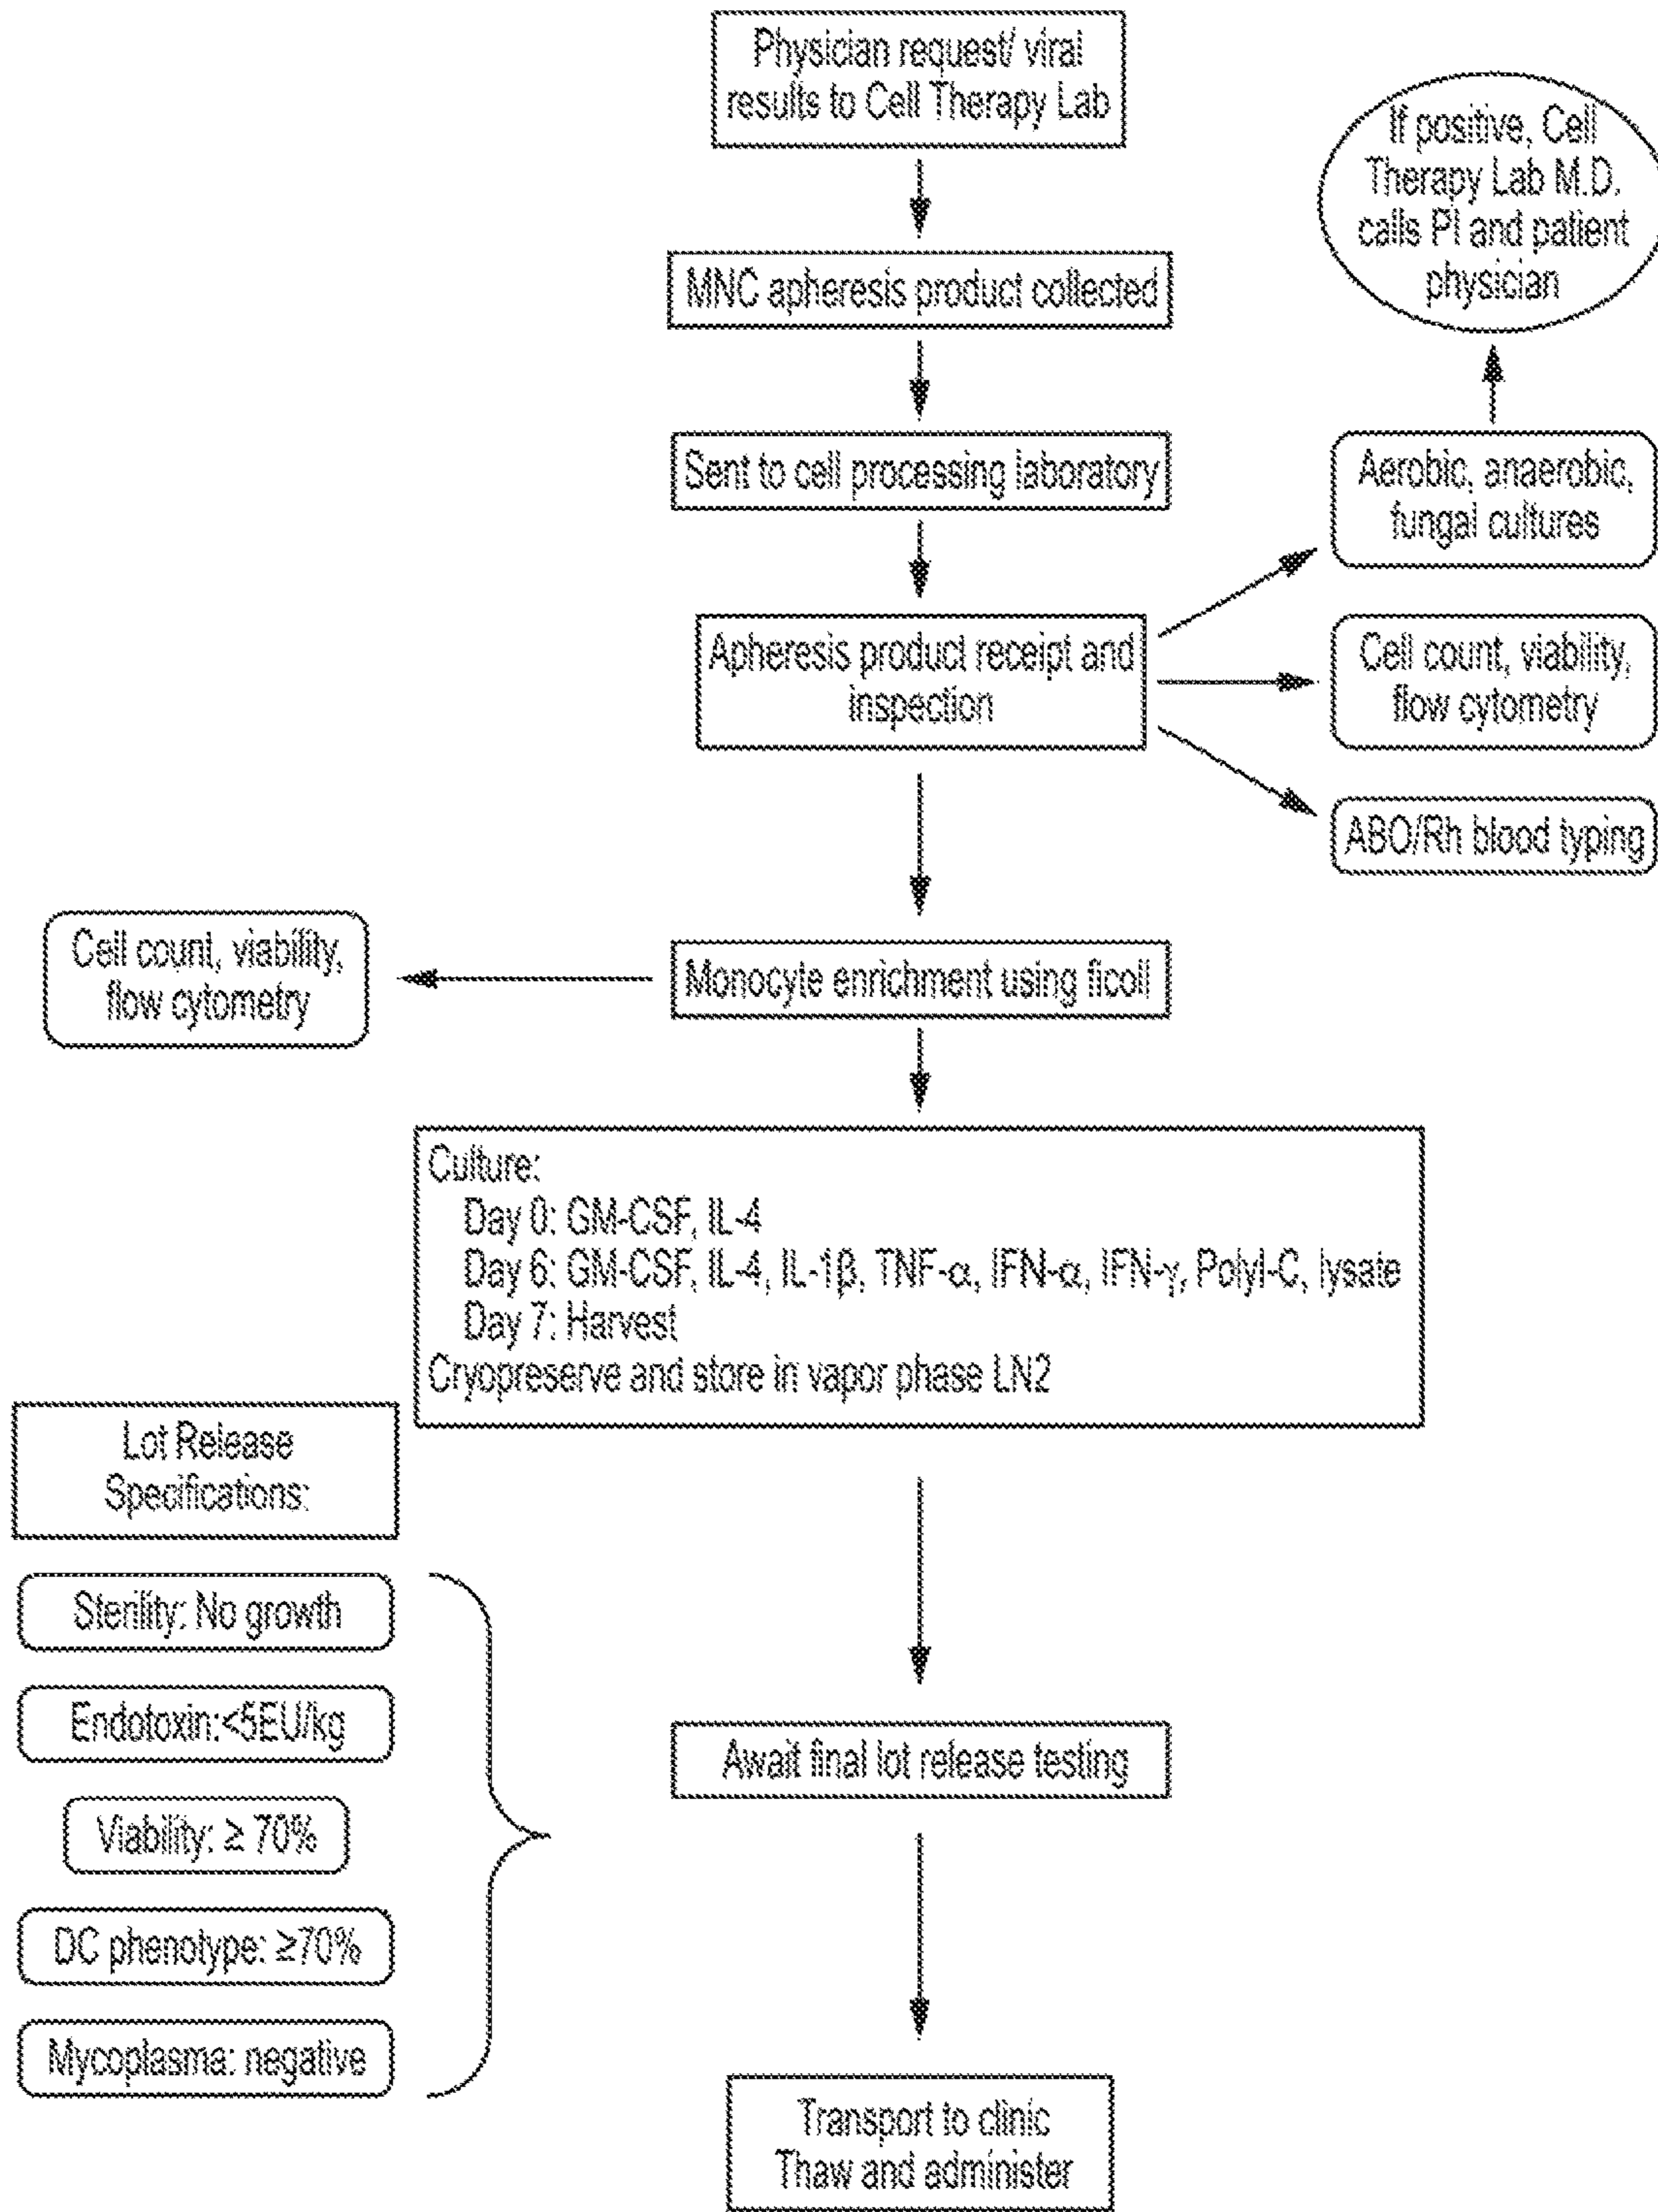 Physician request/ viral
results to Cell Therapy Lab
If positive, Cell
Therapy Lab M.D.
calls PI and patient
physician
MNC apheresis product collected
Sent to cell processing laboratory
Aerobic, anaerobic,
fungal cultures
Apheresis product receipt and
inspection
Cell count, viability,
flow cytometry
ABO/Rh blood typing
Cell count, viability,
flow cytometry
Monocyte enrichment using ficoll
Culture:
Day 0: GM-CSF, IL-4
Day 6: GM-CSF, IL-4, IL-1β, TNF-α, IFN-α, IFN-γ, PolyI-C, lysate
Day 7: Harvest
Cryopreserve and store in vapor phase LN2
Lot Release
Specifications:
Sterility: No growth
Endotoxin:<5EU/kg
Viability: ≥ 70%
DC phenotype: ≥70%
Mycoplasma: negative
Await final lot release testing
Transport to clinic
Thaw and administer